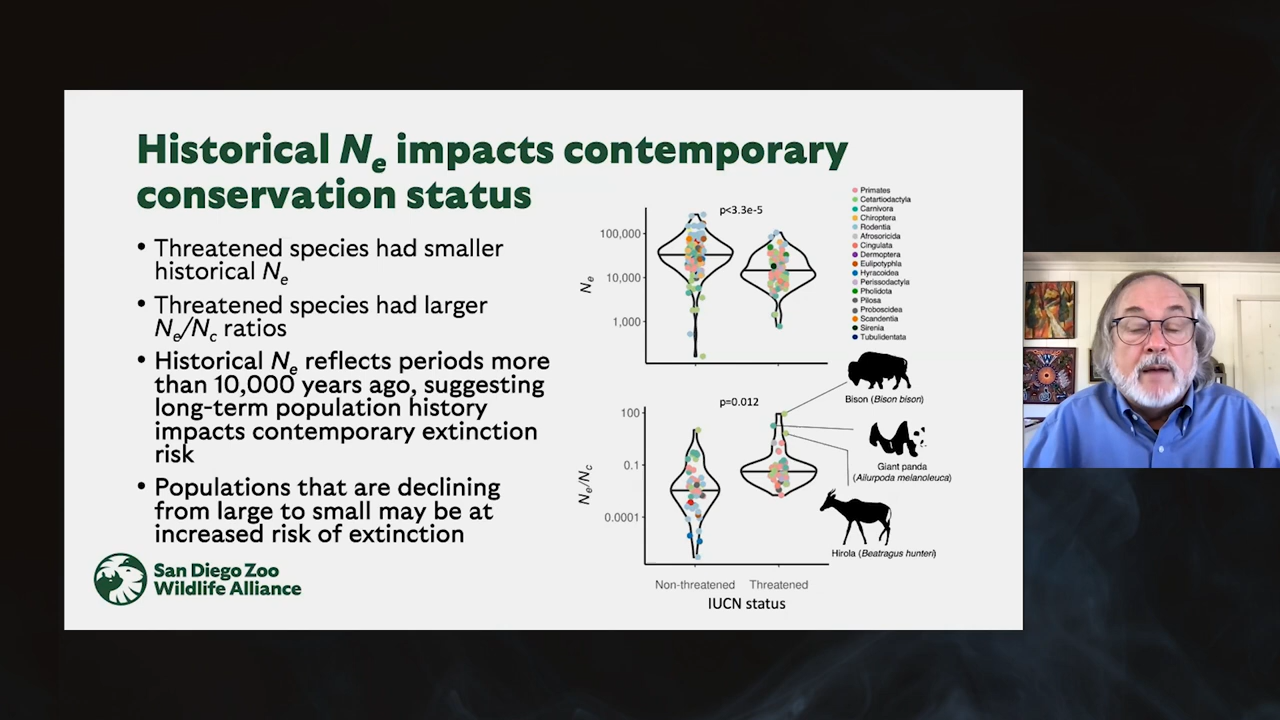 Historical Ne impacts contemporary
conservation status
• Threatened species had smaller
historical Ne
• Threatened species had larger
Ne/Nc ratios
• Historical Ne reflects periods more
than 10,000 years ago, suggesting
long-term population history
impacts contemporary extinction
risk
• Populations that are declining
from large to small may be at
increased risk of extinction
San Diego Zoo
Wildlife Alliance
p<3.3e-5
100,000
10,000
1,000
Ne
Primates
Cetartiodactyla
Carnivora
Chiroptera
Rodentia
Afrosoricida
Cingulata
Dermoptera
Eulipotyphla
Hyracoidea
Perissodactyla
Pholidota
Pilosa
Proboscidea
Scandentia
Sirenia
Tubulidentata
p=0.012
100
0.1
0.0001
Ne/Nc
Bison (Bison bison)
Giant panda
(Ailurpoda melanoleuca)
Hirola (Beatragus hunteri)
Non-threatened Threatened
IUCN status